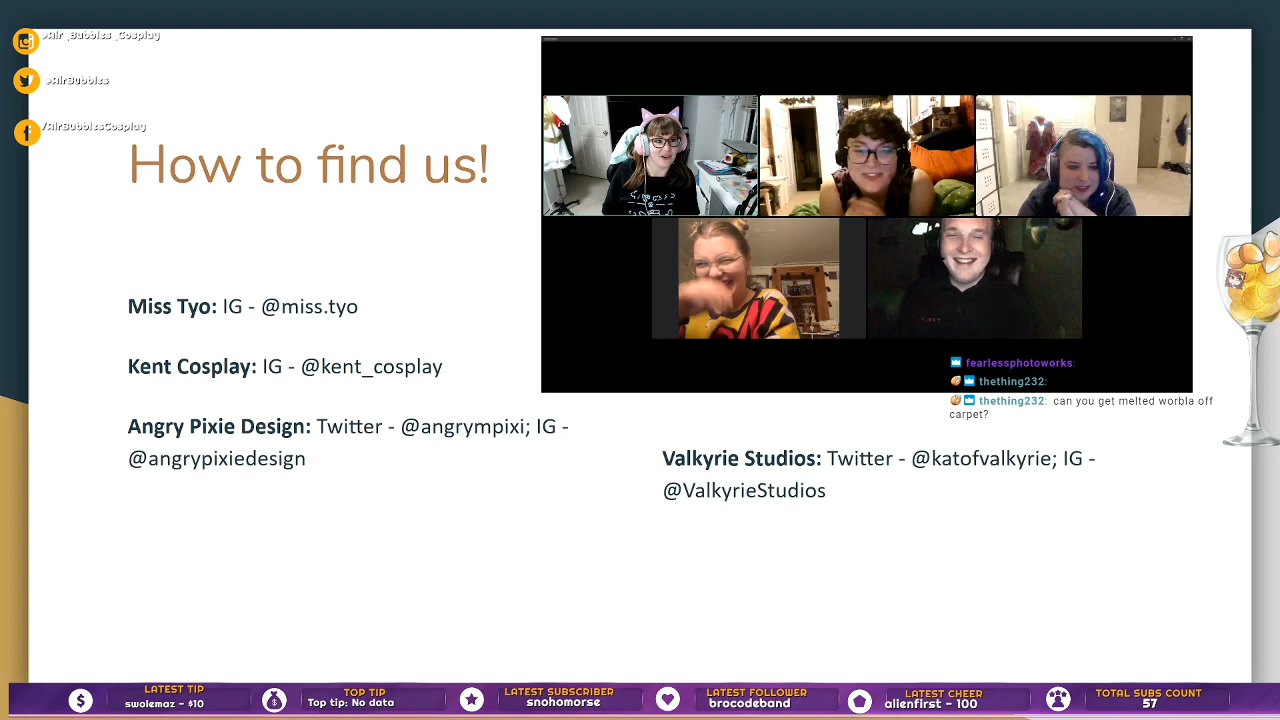 @Air_Bubbles_Cosplay
@AirBubbles
/AirBubblesCosplay
How to find us!
Miss Tyo: IG - @miss.tyo
Kent Cosplay: IG - @kent_cosplay
Angry Pixie Design: Twitter - @angrympixi; IG -
@angrypixiedesign
fearlessphotoworks:
thething232:
thething232: can you get melted worbla off
carpet?
Valkyrie Studios: Twitter - @katofvalkyrie; IG -
@ValkyrieStudios
LATEST TIP
swolemaz - $10
TOP TIP
Top tip: No data
LATEST SUBSCRIBER
snohomorse
LATEST FOLLOWER
brocodeband
LATEST CHEER
alienfirst - 100
TOTAL SUBS COUNT
57